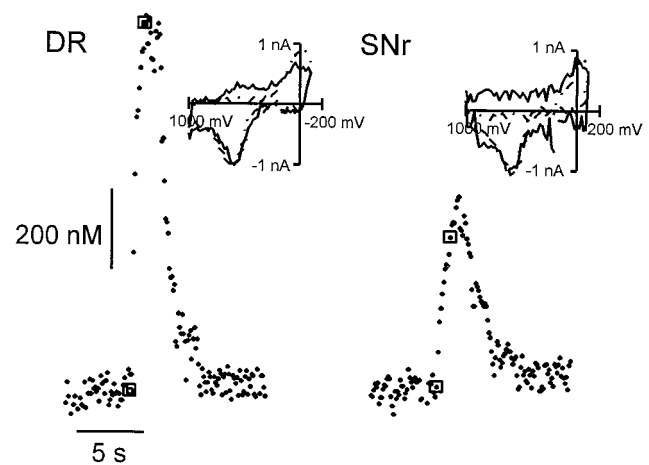 DR
SNr
1 nA
1000 mV
-200 mV
-1 nA
1 nA
1000 mV
200 mV
-1 nA
200 nM
5 s